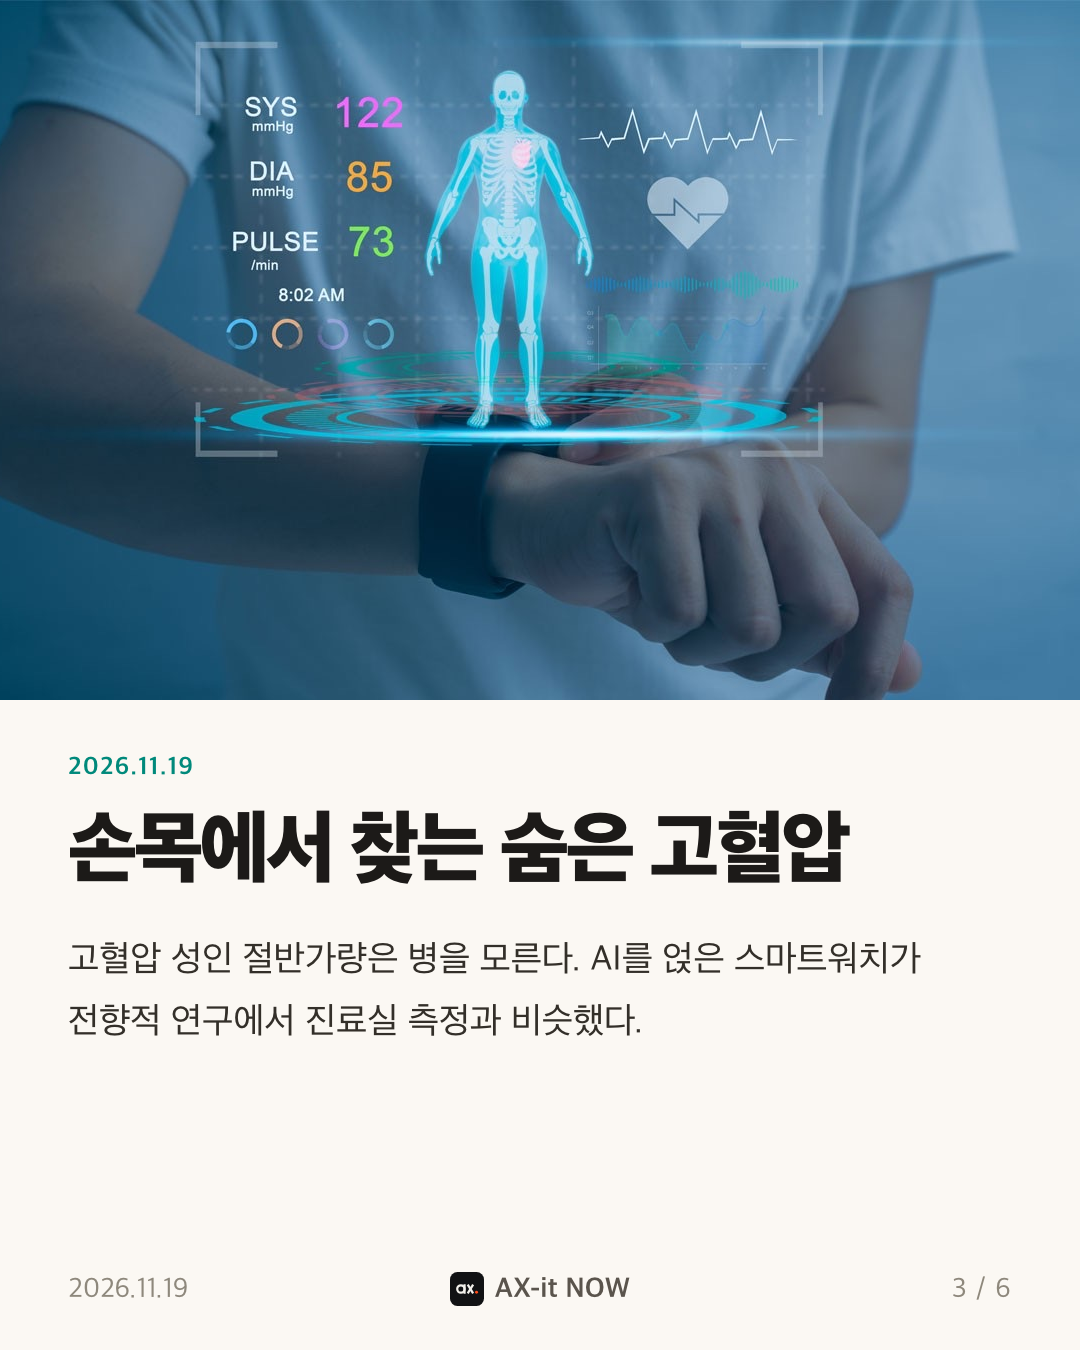 SYS
mmHg
122
DIA
mmHg
85
PULSE
/min
73
8:02 AM
2026.11.19
손목에서 찾는 숨은 고혈압
고혈압 성인 절반가량은 병을 모른다. AI를 얹은 스마트워치가
전향적 연구에서 진료실 측정과 비슷했다.
2026.11.19
ax.
AX-it NOW
3 / 6